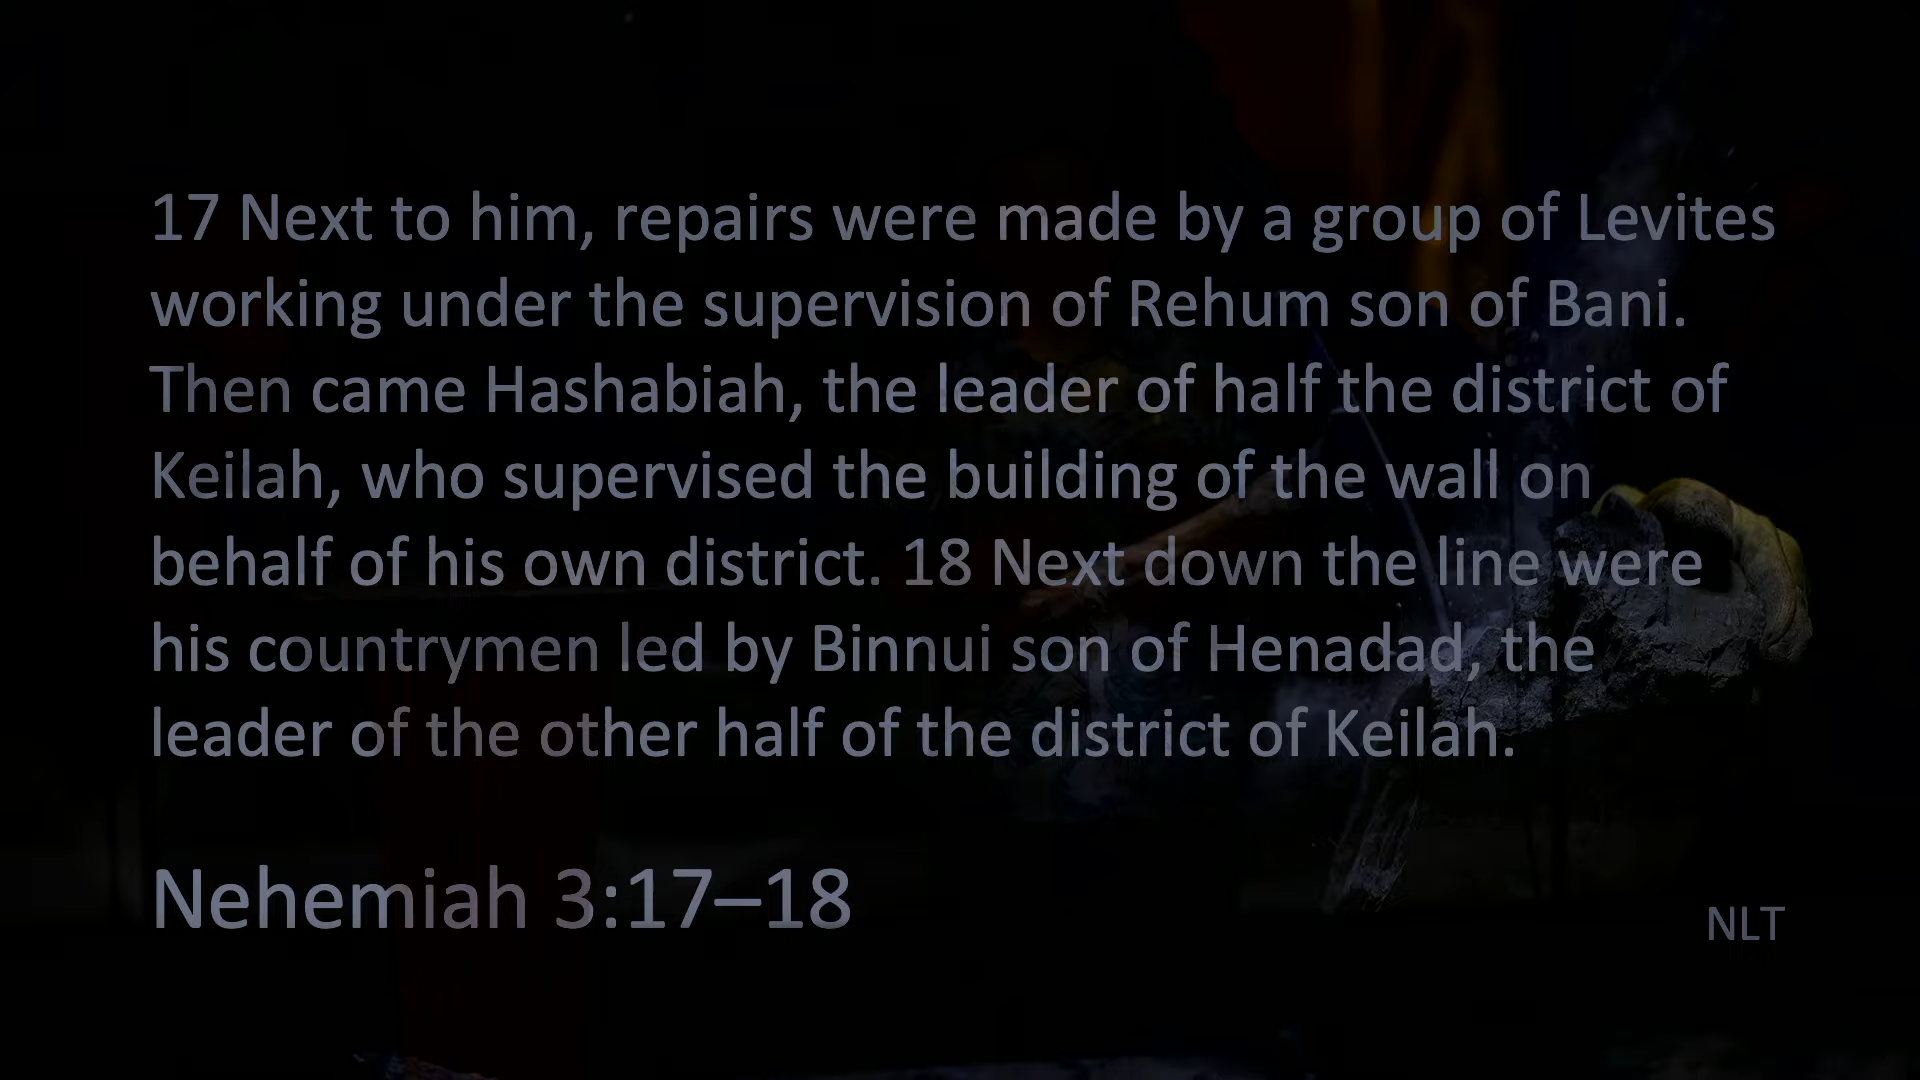 17 Next to him, repairs were made by a group of Levites
working under the supervision of Rehum son of Bani.
Then came Hashabiah, the leader of half the district of
Keilah, who supervised the building of the wall on
behalf of his own district. 18 Next down the line were
his countrymen led by Binnui son of Henadad, the
leader of the other half of the district of Keilah.
Nehemiah 3:17–18
NLT